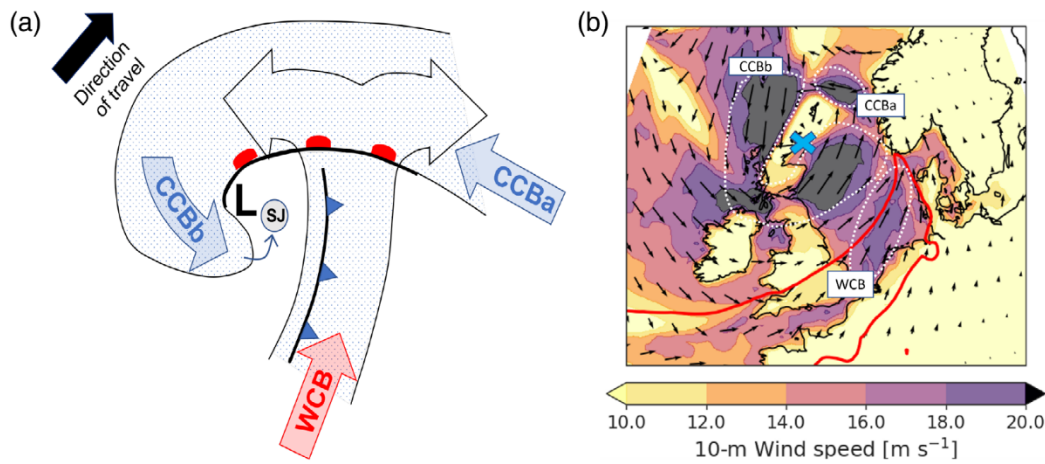 (a)
Direction
of travel
CCBb
L
SJ
CCBa
WCB
(b)
CCBb
CCBa
WCB
10.0 12.0 14.0 16.0 18.0 20.0
10-m Wind speed [m s⁻¹]